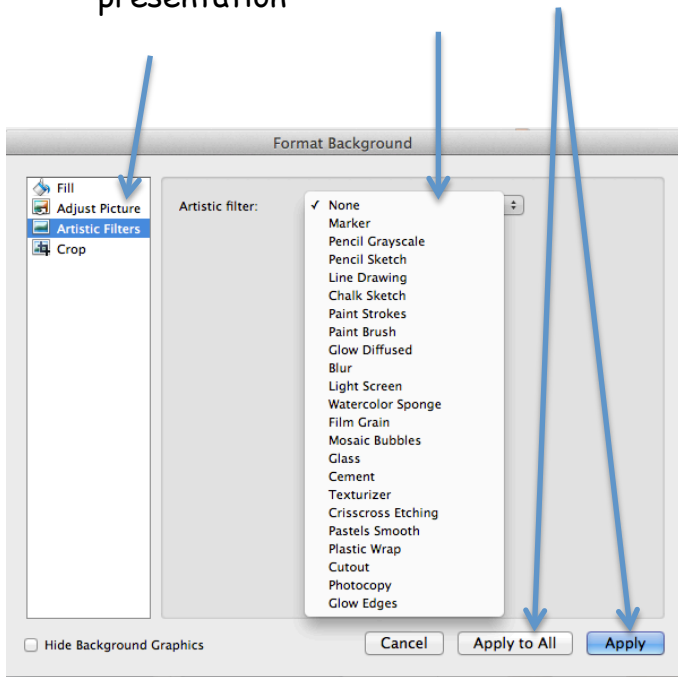 presentation
Format Background
Fill
Adjust Picture
Artistic Filters
Crop
Artistic filter:
✓ None
Marker
Pencil Grayscale
Pencil Sketch
Line Drawing
Chalk Sketch
Paint Strokes
Paint Brush
Glow Diffused
Blur
Light Screen
Watercolor Sponge
Film Grain
Mosaic Bubbles
Glass
Cement
Texturizer
Crisscross Etching
Pastels Smooth
Plastic Wrap
Cutout
Photocopy
Glow Edges
Hide Background Graphics
Cancel
Apply to All
Apply